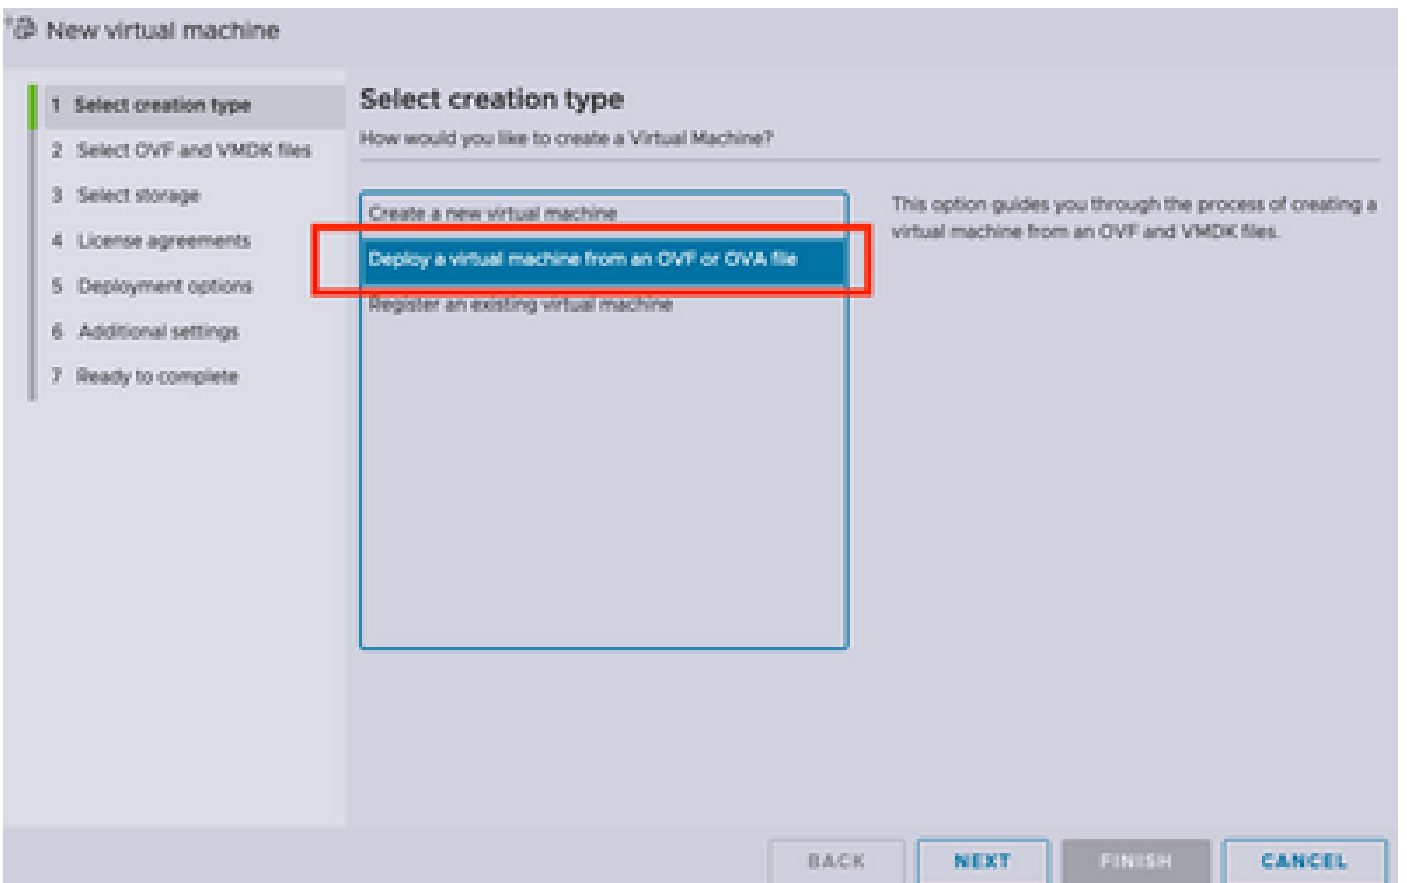 New virtual machine
1 Select creation type
2 Select OVF and VMDK files
3 Select storage
4 License agreements
5 Deployment options
6 Additional settings
7 Ready to complete
Select creation type
How would you like to create a Virtual Machine?
Create a new virtual machine
Deploy a virtual machine from an OVF or OVA file
Register an existing virtual machine
This option guides you through the process of creating a
virtual machine from an OVF and VMDK files.
BACK
NEXT
FINISH
CANCEL